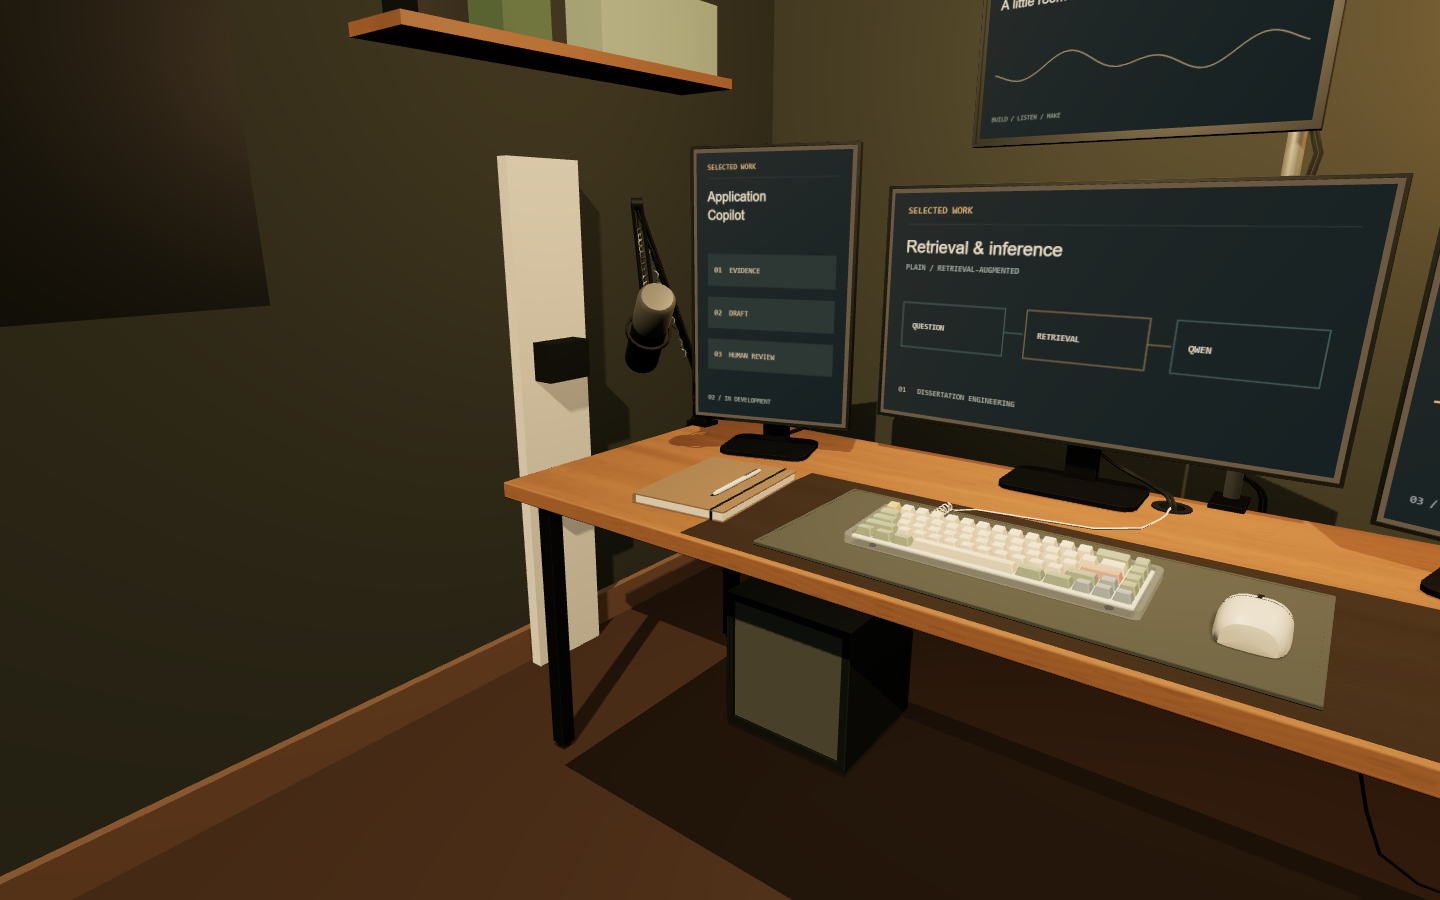 A little
BUILD / LISTEN / MAKE
SELECTED WORK
Application
Copilot
01 EVIDENCE
02 DRAFT
03 HUMAN REVIEW
02 / IN DEVELOPMENT
SELECTED WORK
Retrieval & inference
PLAIN / RETRIEVAL-AUGMENTED
QUESTION
RETRIEVAL
QWEN
01 DISSERTATION ENGINEERING
03 /